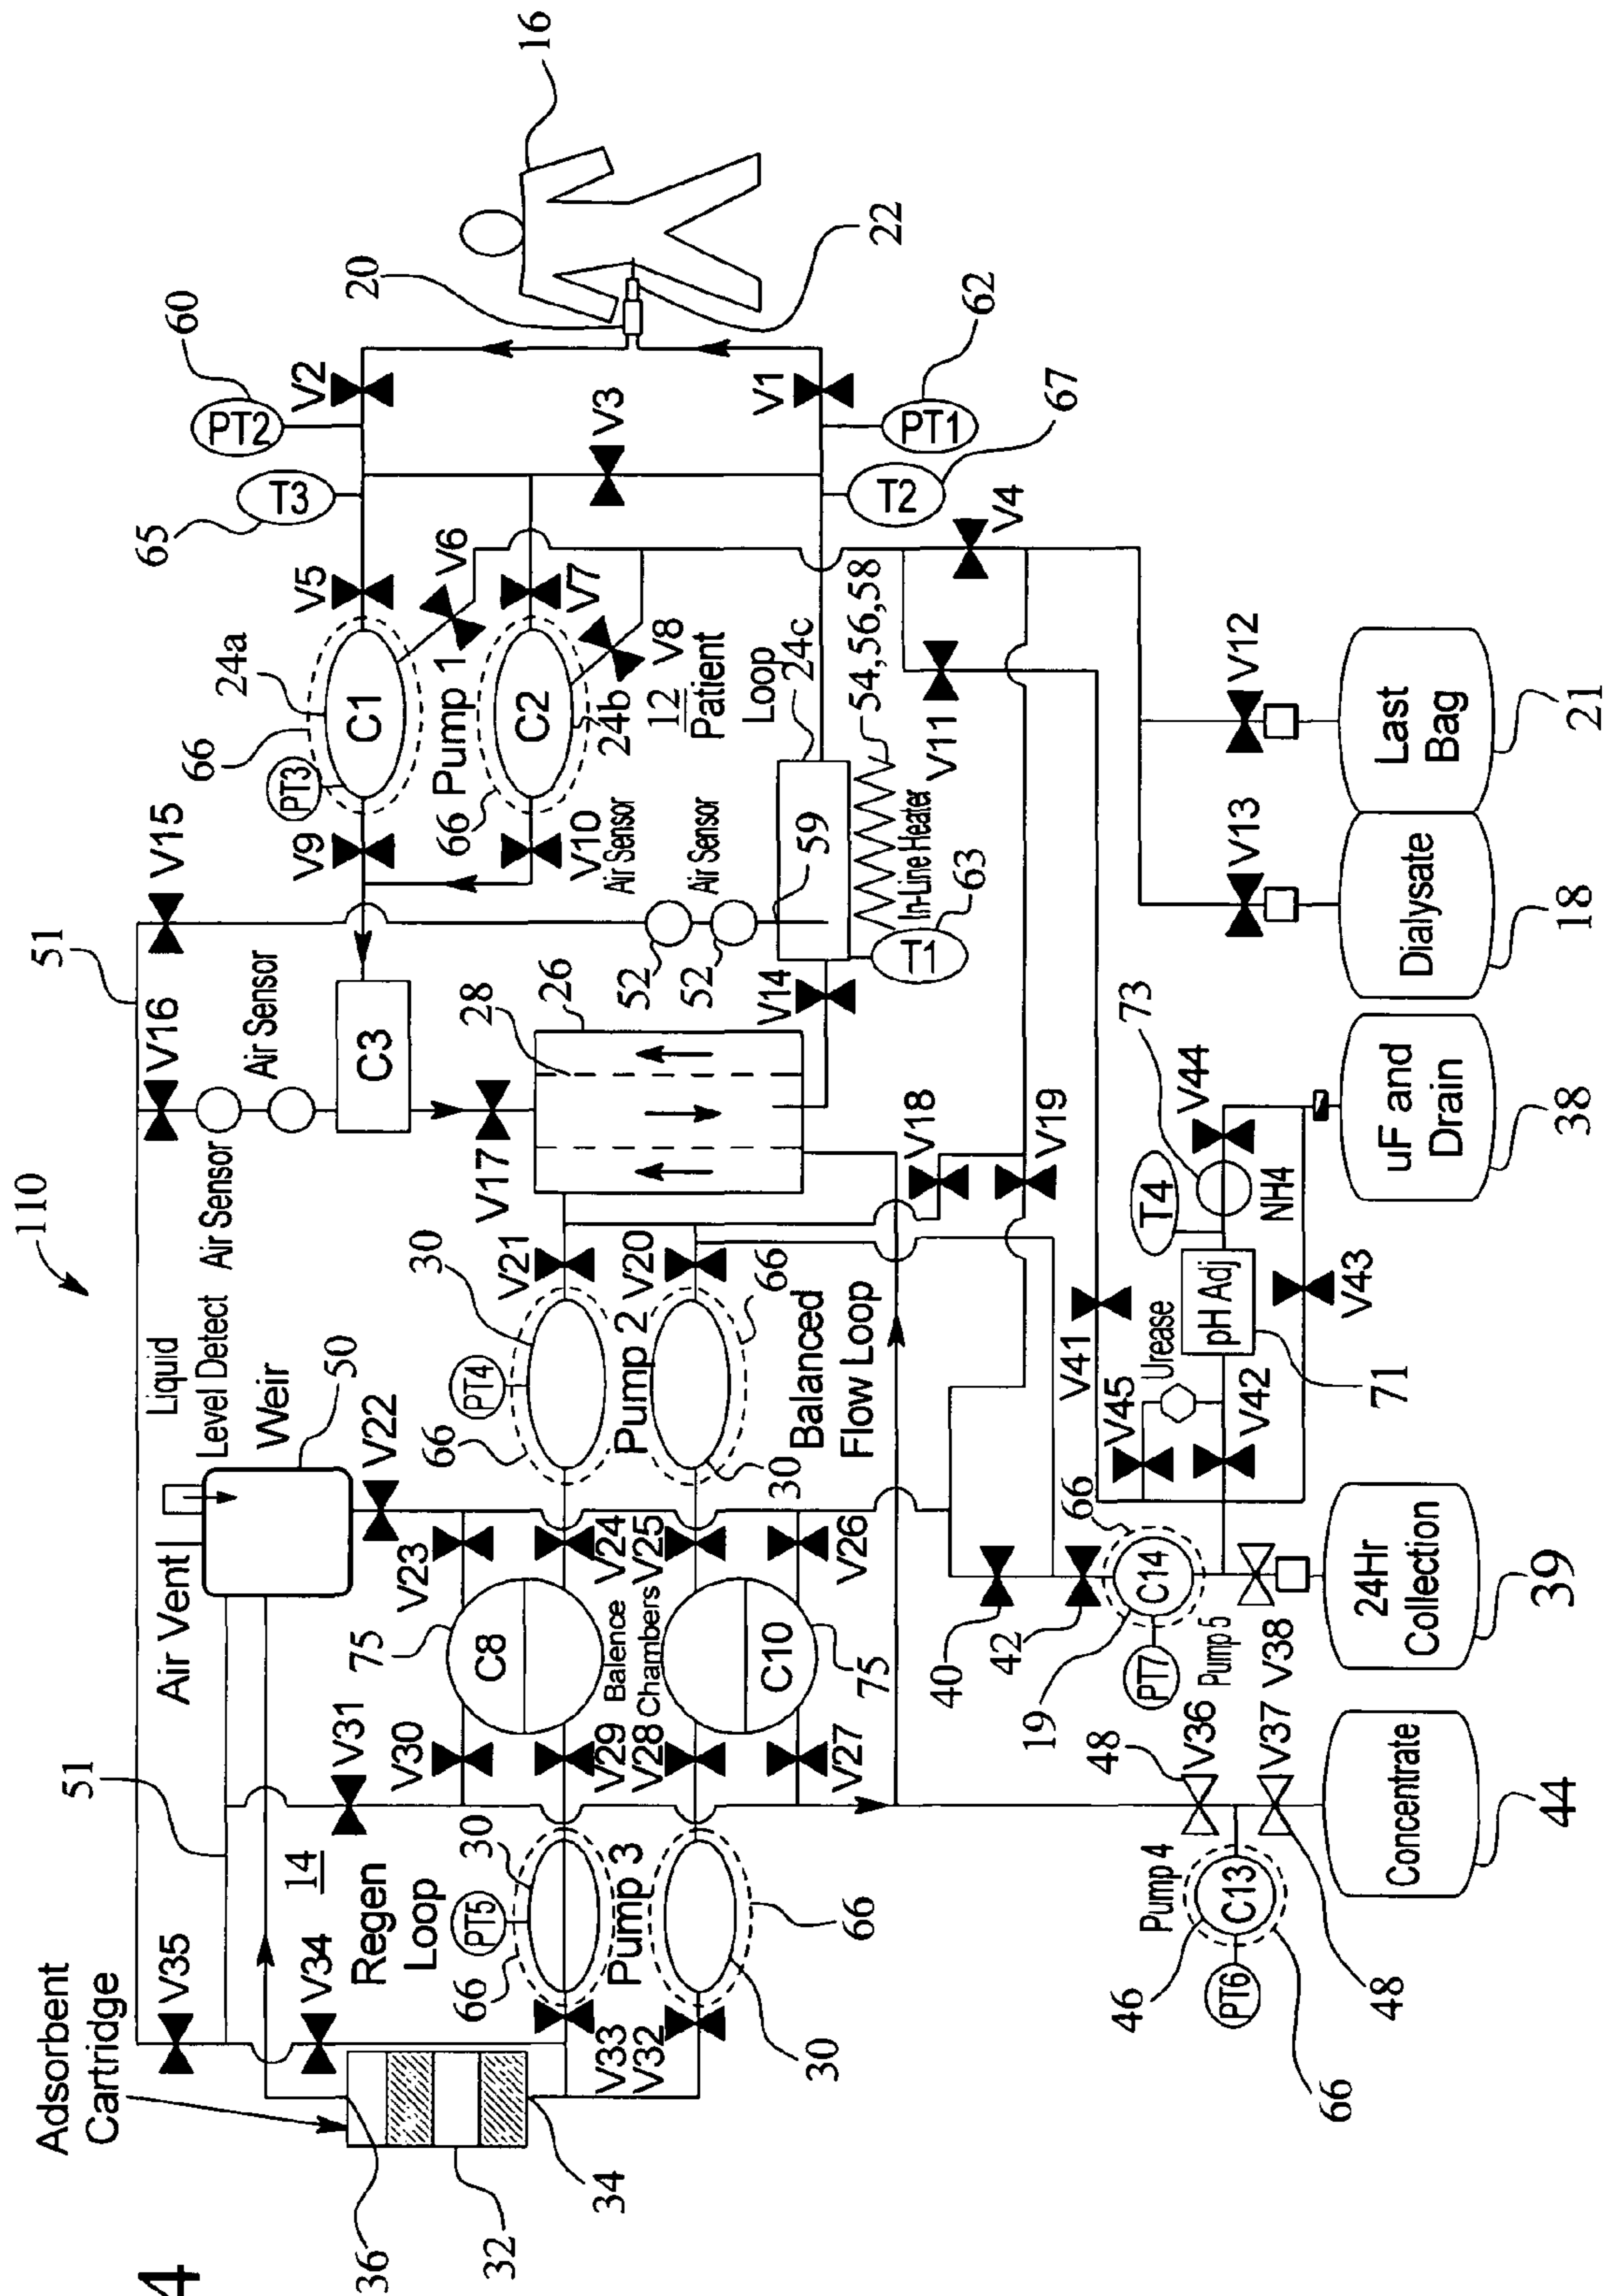 4
110
Adsorbent
Cartridge
51
51
Air Vent
Liquid
Level Detect
Weir
50
Air Sensor
Air Sensor
V16
V15
65
60
PT2
T3
V2
16
20
V35
V34
V31
V22
36
32
34
14
Regen
Loop
PT5
66
30
Pump 3
V33
V32
30
66
V30
V29
V28
V27
75
C8
Balence
Chambers
C10
75
V23
V24
V25
V26
PT4
66
30
Pump 2
30
66
V21
V20
Balanced
Flow Loop
C3
V17
28
26
V18
V19
52
52
Air Sensor
Air Sensor
V14
59
T1
63
In-Line Heater
54,56,58
24c
66
24a
PT3
C1
Pump 1
V9
V5
V6
66
C2
24b
V10
V7
V8
12
Patient
Loop
V3
V1
PT1
62
T2
67
22
V4
V11
V12
V13
40
42
19
PT7
C14
66
Pump 5
V41
V45
Urease
V42
pH Adj
71
T4
NH4
73
V44
V43
Pump 4
46
PT6
C13
66
48
V36
V37
V38
48
Concentrate
44
24Hr
Collection
39
uF and
Drain
38
Dialysate
18
Last
Bag
21